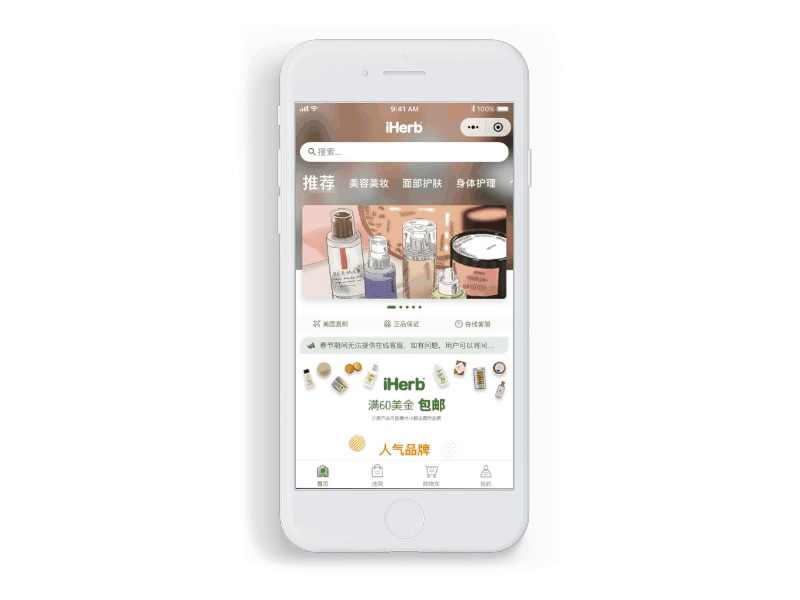 9:41 AM 100%
iHerb
搜索...
推荐 美容美妆 面部护肤 身体护理
美国直邮 正品保证 在线客服
春节期间无法提供在线客服，如有问题，用户可以将问...
iHerb
满60美金 包邮
人气品牌
首页 选购 购物车 我的